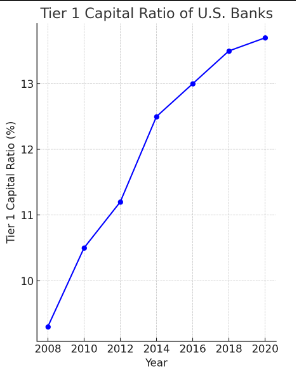 Tier 1 Capital Ratio of U.S. Banks
13
12
11
10
Tier 1 Capital Ratio (%)
2008 2010 2012 2014 2016 2018 2020
Year